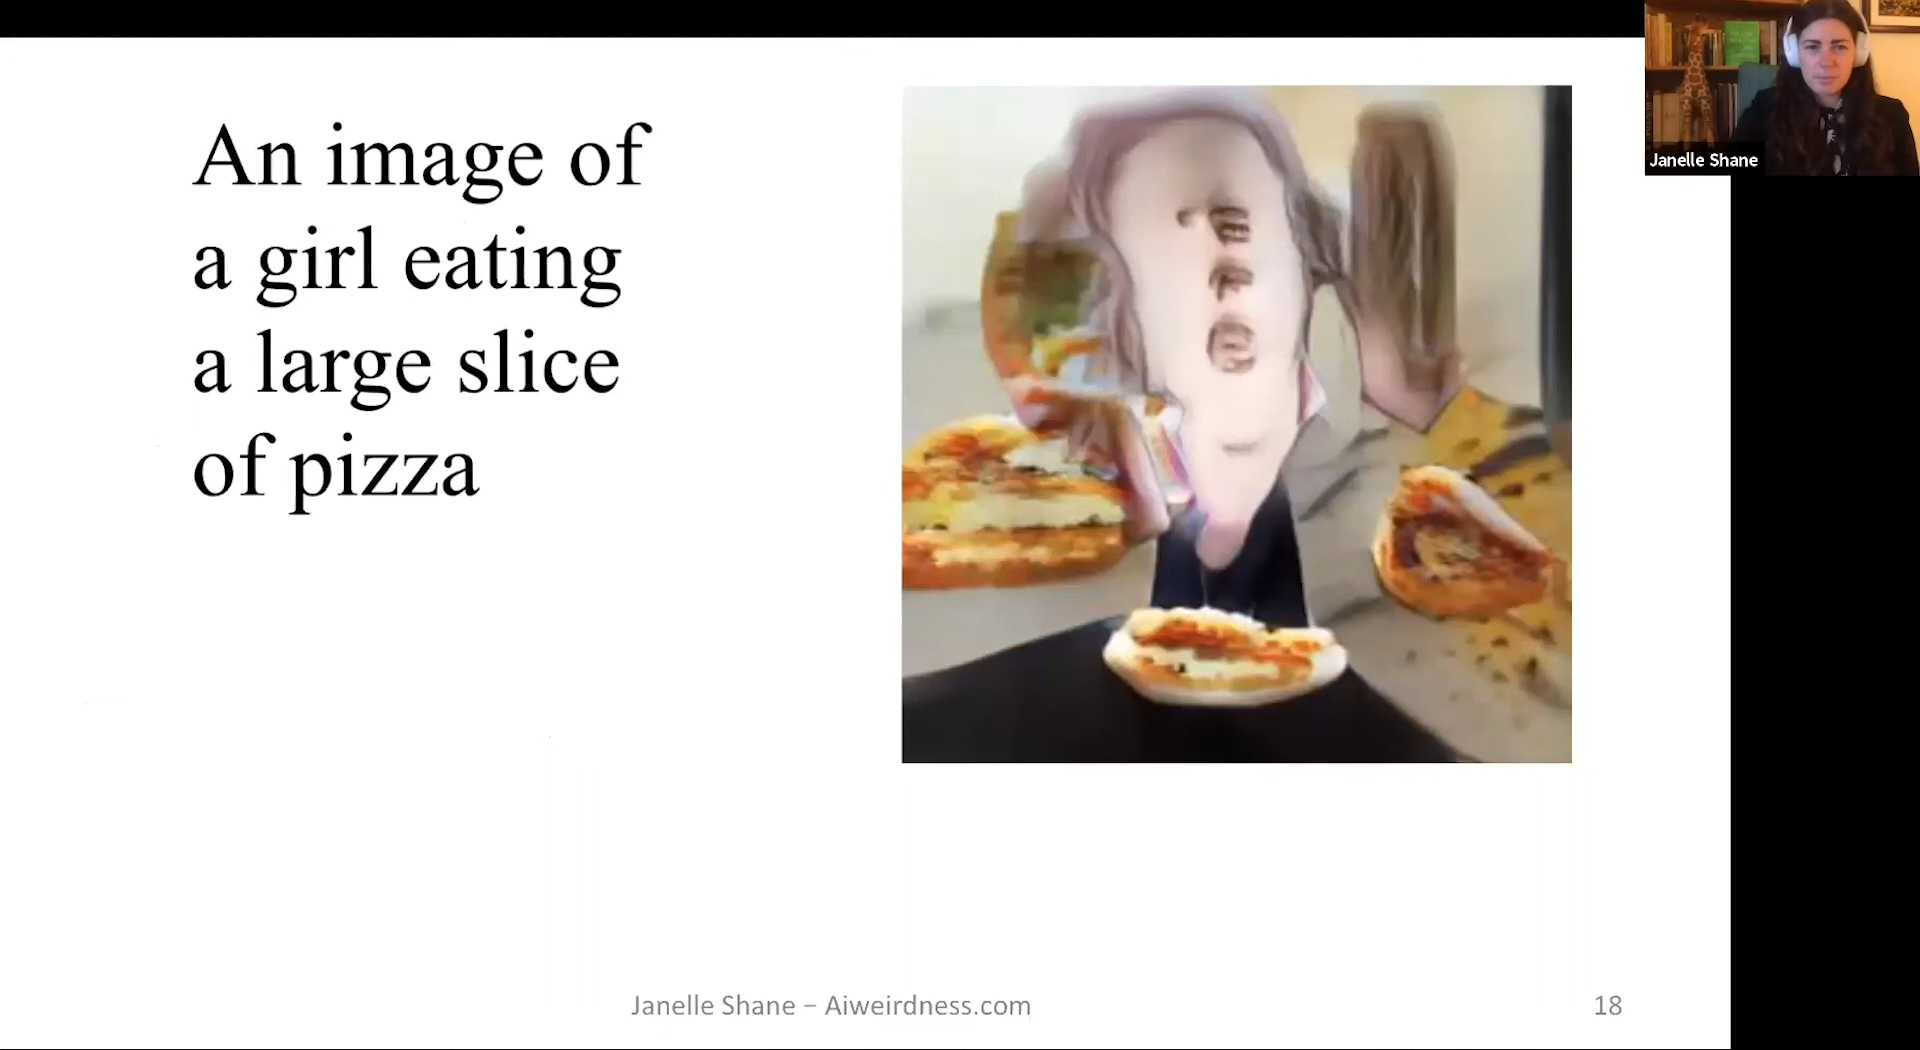 An image of
a girl eating
a large slice
of pizza
Janelle Shane
Janelle Shane – Aiweirdness.com
18